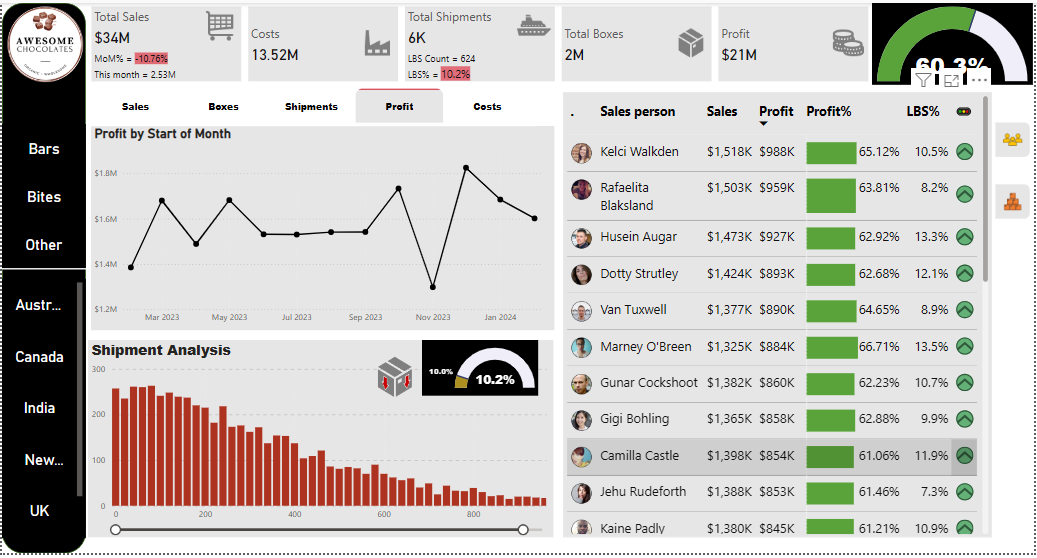 AWESOME
CHOCOLATES
Total Sales
$34M
MoM% = -10.76%
This month = 2.53M
Costs
13.52M
Total Shipments
6K
LBS Count = 624
LBS% = 10.2%
Total Boxes
2M
Profit
$21M
60.3%
Bars
Bites
Other
Austr...
Canada
India
New...
UK
Sales Boxes Shipments Profit Costs
Profit by Start of Month
$1.8M
$1.6M
$1.4M
$1.2M
Mar 2023 May 2023 Jul 2023 Sep 2023 Nov 2023 Jan 2024
Shipment Analysis
10.0% 10.2%
300
200
100
0
0 200 400 600 800
. Sales person Sales Profit Profit% LBS%
Kelci Walkden $1,518K $988K 65.12% 10.5%
Rafaelita $1,503K $959K 63.81% 8.2%
Blaksland
Husein Augar $1,473K $927K 62.92% 13.3%
Dotty Strutley $1,424K $893K 62.68% 12.1%
Van Tuxwell $1,377K $890K 64.65% 8.9%
Marney O'Breen $1,325K $884K 66.71% 13.5%
Gunar Cockshoot $1,382K $860K 62.23% 10.7%
Gigi Bohling $1,365K $858K 62.88% 9.9%
Camilla Castle $1,398K $854K 61.06% 11.9%
Jehu Rudeforth $1,388K $853K 61.46% 7.3%
Kaine Padly $1,380K $845K 61.21% 10.9%